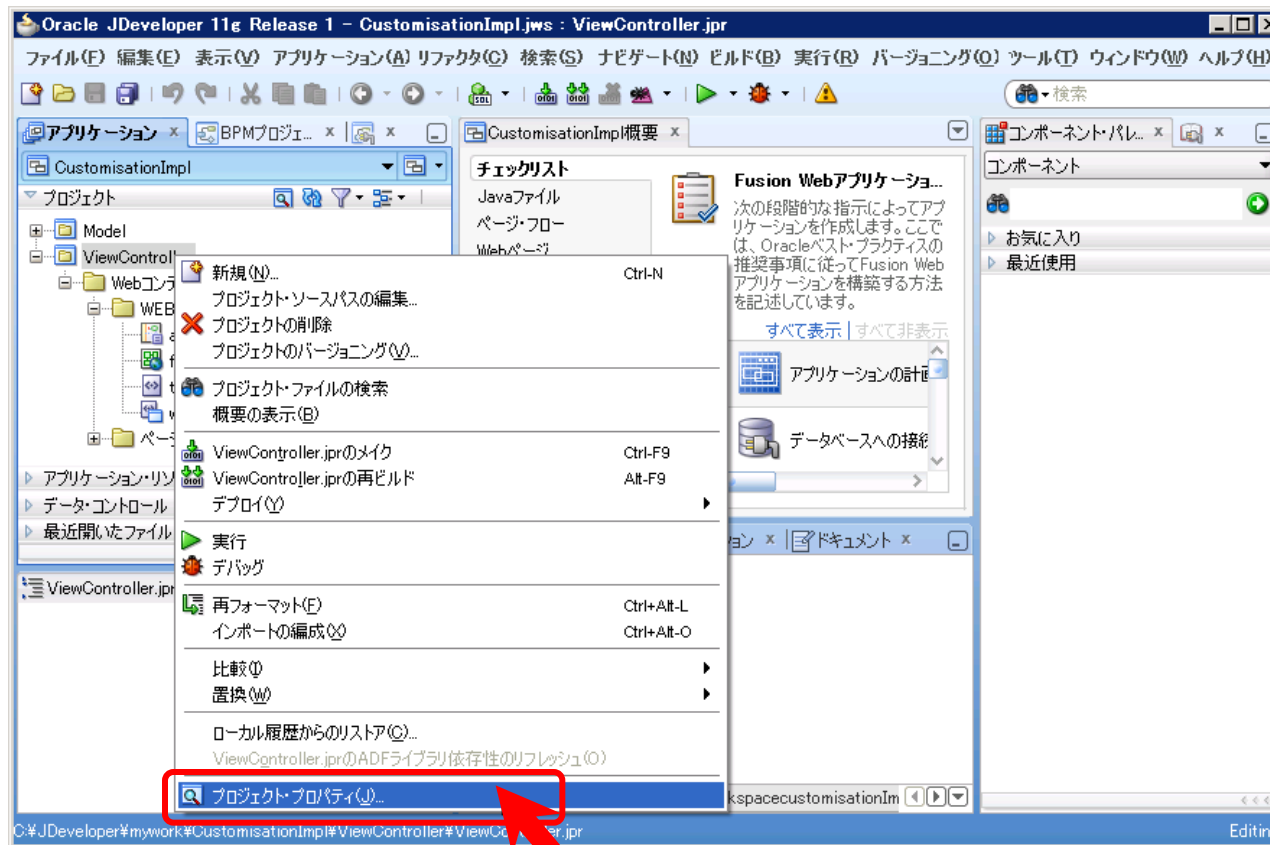 Oracle JDeveloper 11g Release 1 - CustomisationImpl.jws : ViewController.jpr
ファイル(F) 編集(E) 表示(V) アプリケーション(A) リファクタ(C) 検索(S) ナビゲート(N) ビルド(B) 実行(R) バージョニング(O) ツール(T) ウィンドウ(W) ヘルプ(H)
検索
アプリケーション
BPMプロジェ...
CustomisationImpl概要
コンポーネント・パレ...
CustomisationImpl
プロジェクト
Model
ViewControll
Webコンテ
WEB
ページ
アプリケーション・リソ
データ・コントロール
最近開いたファイル
ViewController.jpr
チェックリスト
Javaファイル
ページ・フロー
Webページ
Fusion Webアプリケーショ...
次の段階的な指示によってアプ
リケーションを作成します。ここで
は、Oracleベスト・プラクティスの
推奨事項に従ってFusion Web
アプリケーションを構築する方法
を記述しています。
すべて表示 | すべて非表示
アプリケーションの計画
データベースへの接続
コンポーネント
お気に入り
最近使用
新規(N)... Ctrl-N
プロジェクト・ソースパスの編集...
プロジェクトの削除
プロジェクトのバージョニング(V)...
プロジェクト・ファイルの検索
概要の表示(B)
ViewController.jprのメイク Ctrl-F9
ViewController.jprの再ビルド Alt-F9
デプロイ(Y)
実行
デバッグ
再フォーマット(F) Ctrl+Alt-L
インポートの編成(X) Ctrl+Alt-O
比較(I)
置換(W)
ローカル履歴からのリストア(C)...
ViewController.jprのADFライブラリ依存性のリフレッシュ(O)
プロジェクト・プロパティ(J)...
ョン
ドキュメント
kspacecustomisationIm
C:¥JDeveloper¥mywork¥CustomisationImpl¥ViewController¥ViewCo er.jpr
Editin